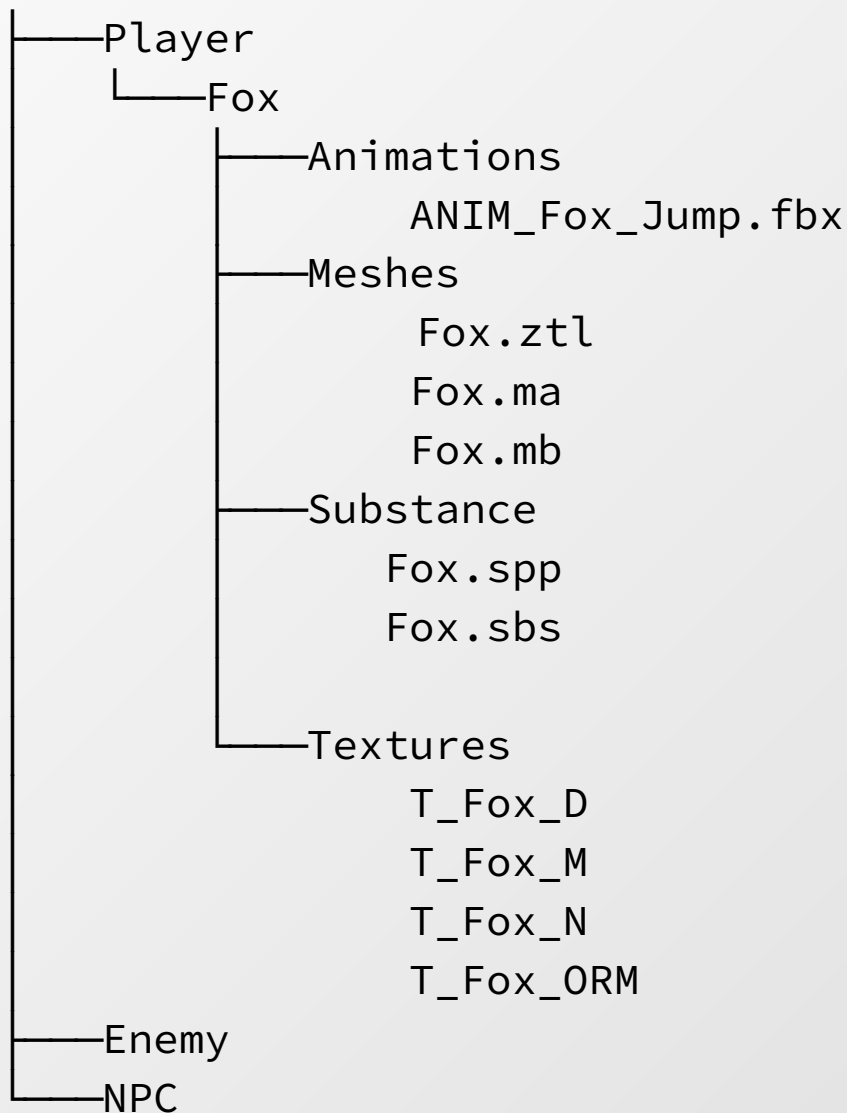 Player
Fox
Animations
ANIM_Fox_Jump.fbx
Meshes
Fox.ztl
Fox.ma
Fox.mb
Substance
Fox.spp
Fox.sbs
Textures
T_Fox_D
T_Fox_M
T_Fox_N
T_Fox_ORM
Enemy
NPC